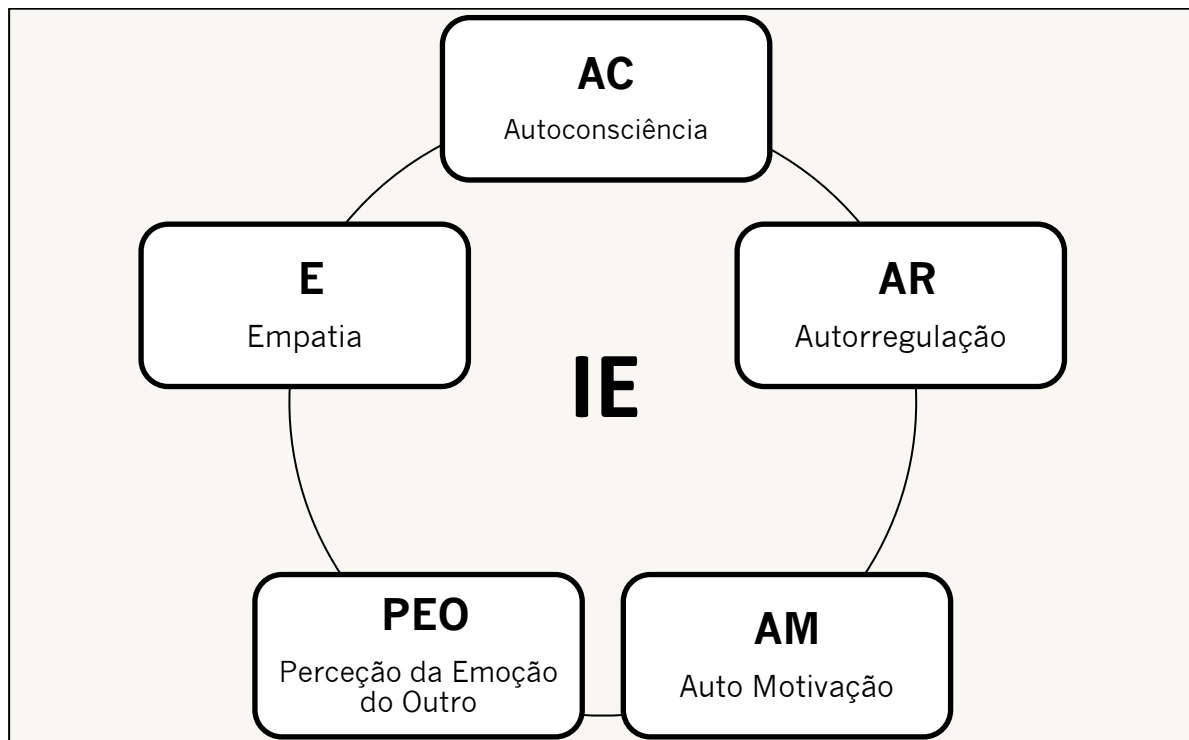 AC
Autoconsciência
E
Empatia
AR
Autorregulação
IE
PEO
Perceção da Emoção
do Outro
AM
Auto Motivação